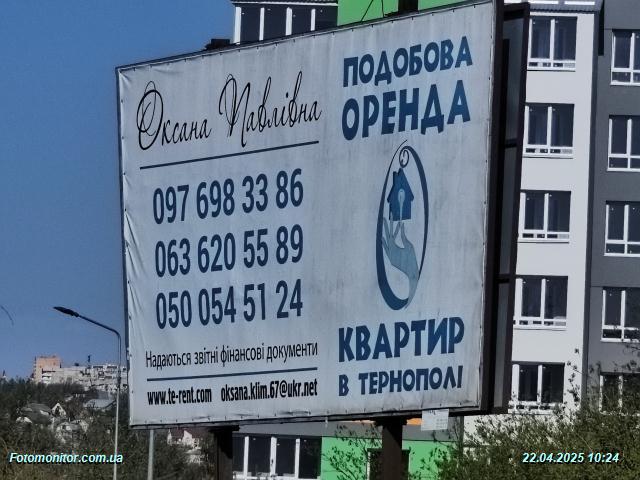 Оксана Павлівна
097 698 33 86
063 620 55 89
050 054 51 24
Надаються звітні фінансові документи
www.te-rent.com oksana.klim.67@ukr.net
ПОДОБОВА
ОРЕНДА
КВАРТИР
В ТЕРНОПОЛІ
Fotomonitor.com.ua
22.04.2025 10:24